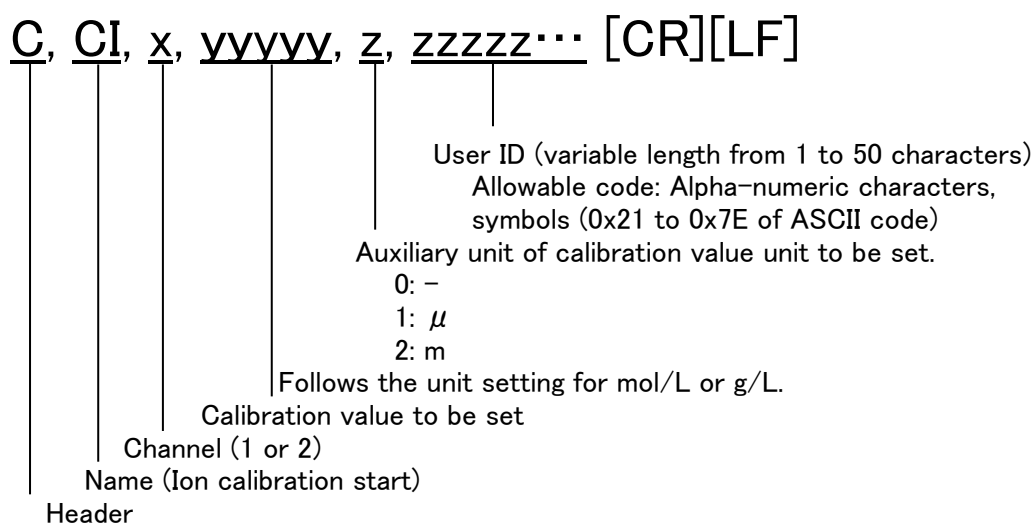 C, CI, x, yyyyy, z, zzzzz··· [CR][LF]
User ID (variable length from 1 to 50 characters)
Allowable code: Alpha-numeric characters,
symbols (0x21 to 0x7E of ASCII code)
Auxiliary unit of calibration value unit to be set.
0: -
1: μ
2: m
Follows the unit setting for mol/L or g/L.
Calibration value to be set
Channel (1 or 2)
Name (Ion calibration start)
Header